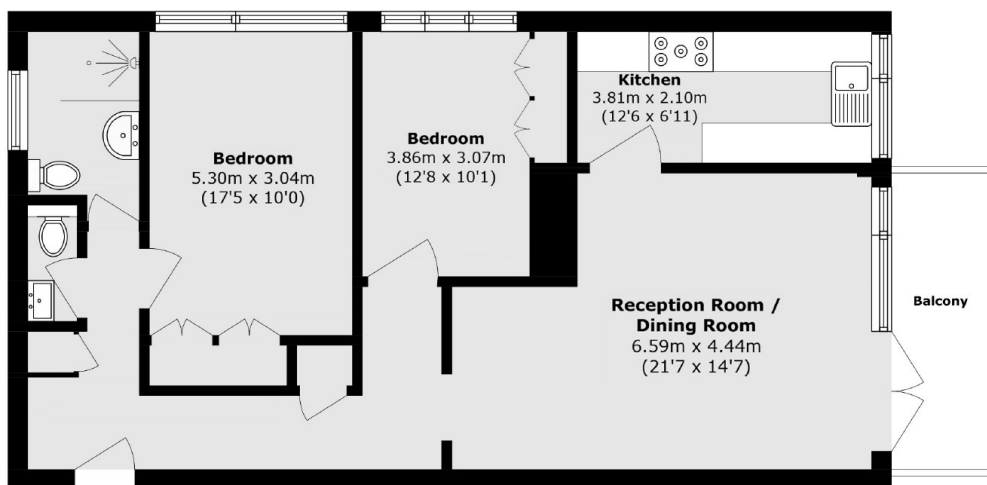 Kitchen
3.81m x 2.10m
(12'6 x 6'11)
Bedroom
3.86m x 3.07m
(12'8 x 10'1)
Bedroom
5.30m x 3.04m
(17'5 x 10'0)
Reception Room /
Dining Room
6.59m x 4.44m
(21'7 x 14'7)
Balcony